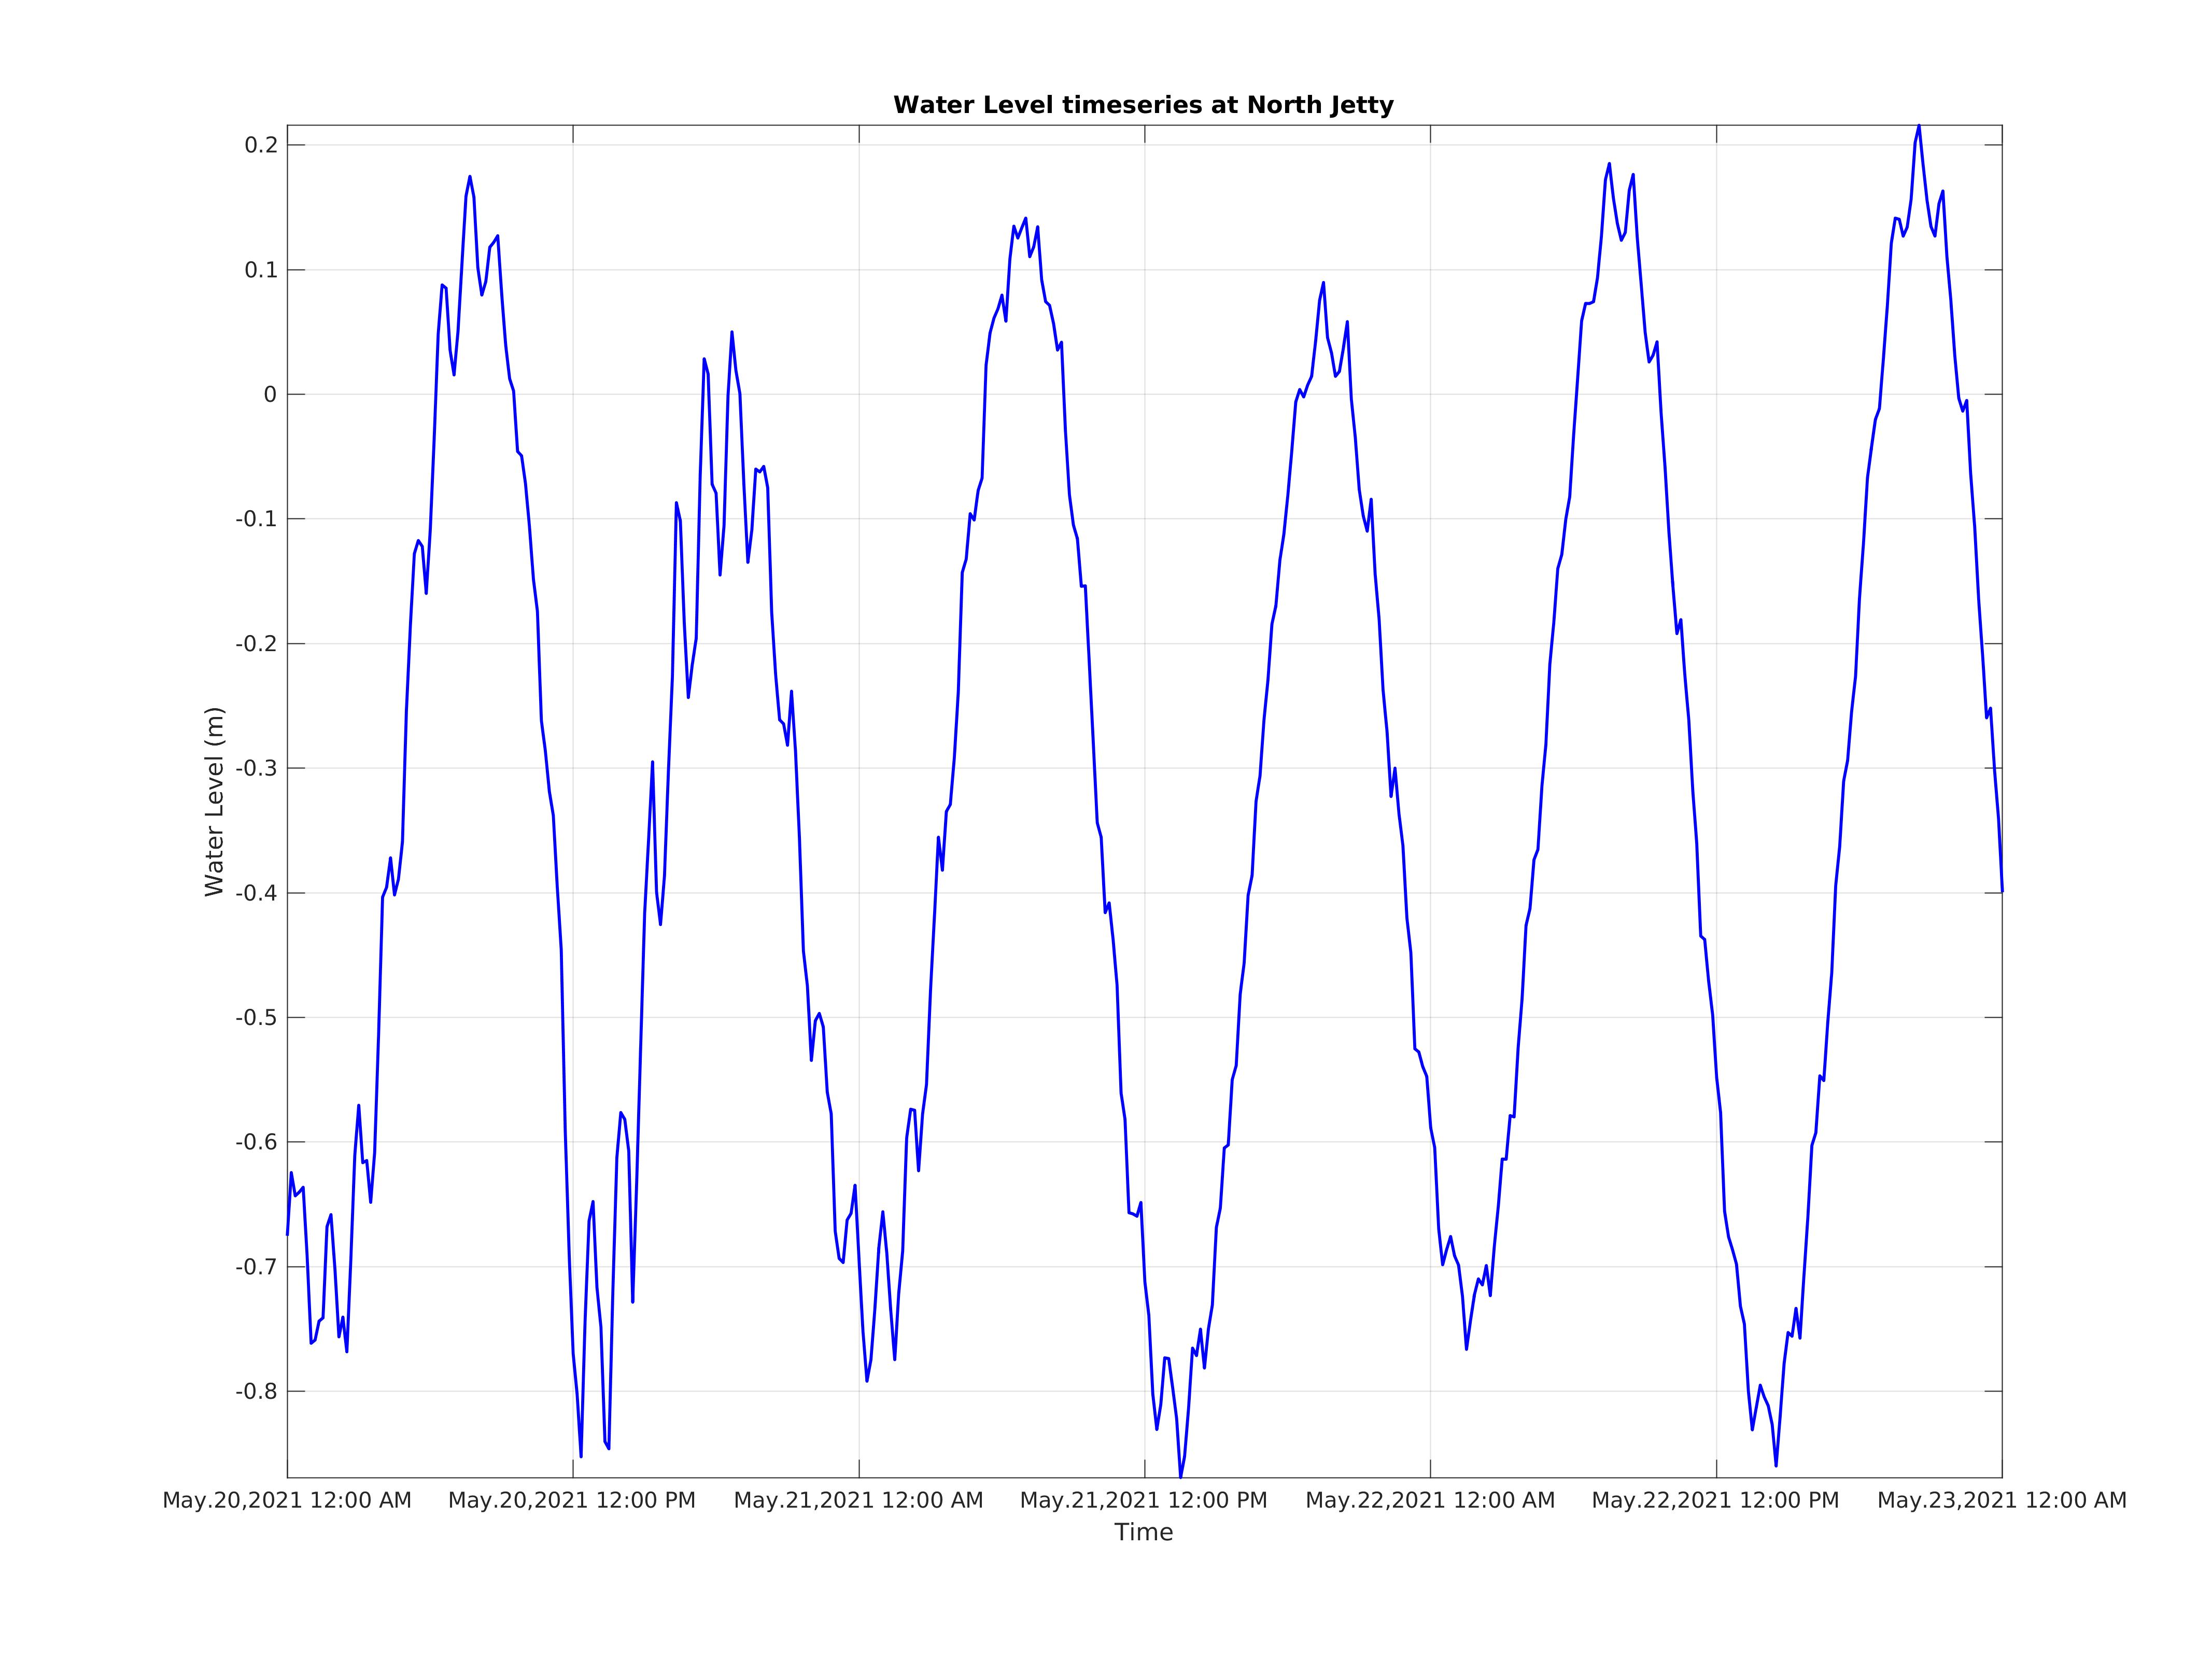 Water Level timeseries at North Jetty
0.2
0.1
0
-0.1
-0.2
-0.3
-0.4
-0.5
-0.6
-0.7
-0.8
Water Level (m)
May.20,2021 12:00 AM May.20,2021 12:00 PM May.21,2021 12:00 AM May.21,2021 12:00 PM May.22,2021 12:00 AM May.22,2021 12:00 PM May.23,2021 12:00 AM
Time